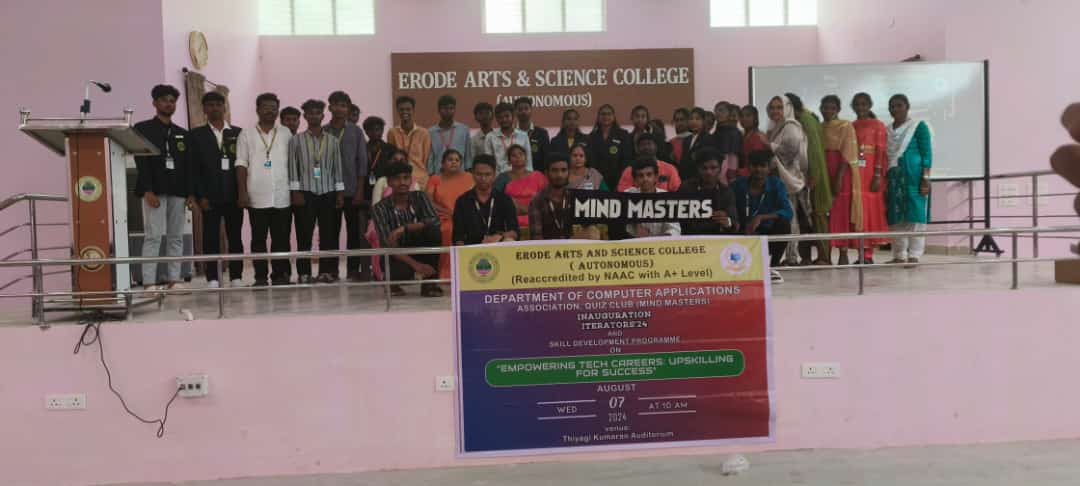 ERODE ARTS & SCIENCE COLLEGE
(AUTONOMOUS)
MIND MASTERS
ERODE ARTS AND SCIENCE COLLEGE
( AUTONOMOUS)
(Reaccredited by NAAC with A+ Level)
DEPARTMENT OF COMPUTER APPLICATIONS
ASSOCIATION, QUIZ CLUB (MIND MASTERS)
INAUGURATION
ITERATORS'24
AND
SKILL DEVELOPMENT PROGRAMME
ON
"EMPOWERING TECH CAREERS: UPSKILLING
FOR SUCCESS"
AUGUST
WED 07 AT 10 AM
2024
venue:
Thiyagi Kumaran Auditorium